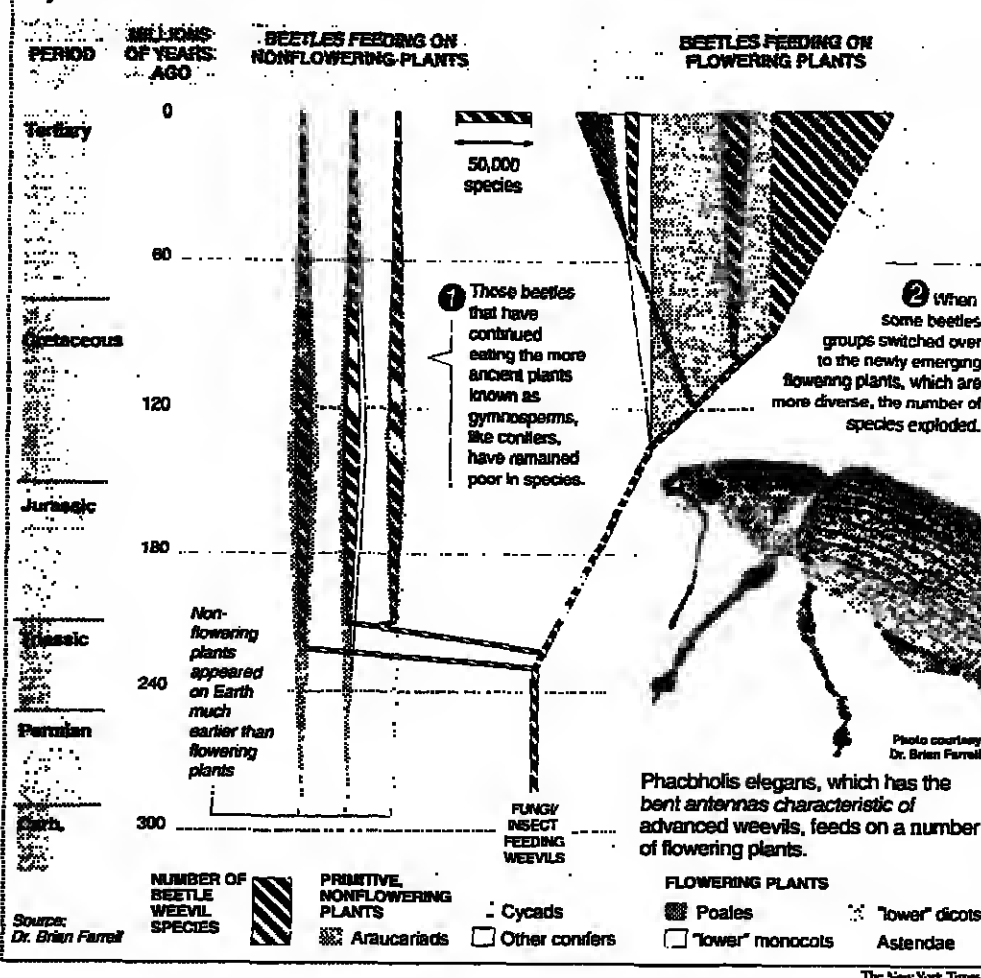 PERIOD
MILLIONS
OF YEARS
AGO
BEETLES FEEDING ON
NONFLOWERING PLANTS
BEETLES FEEDING ON
FLOWERING PLANTS
0
60
120
180
240
300
Tertiary
Cretaceous
Jurassic
Triassic
Permian
Carb.
50,000
species
1 Those beetles
that have
continued
eating the more
ancient plants
known as
gymnosperms,
like conifers,
have remained
poor in species.
2 When
some beetles
groups switched over
to the newly emerging
flowering plants, which are
more diverse, the number of
species exploded.
Non-
flowering
plants
appeared
on Earth
much
earlier than
flowering
plants
FUNGI/
INSECT
FEEDING
WEEVILS
Photo courtesy
Dr. Brian Farrell
Phacbholis elegans, which has the
bent antennas characteristic of
advanced weevils, feeds on a number
of flowering plants.
NUMBER OF
BEETLE
WEEVIL
SPECIES
PRIMITIVE,
NONFLOWERING
PLANTS
Araucariads
Cycads
Other conifers
FLOWERING PLANTS
Poales
"lower" dicots
"lower" monocots
Astendae
Source:
Dr. Brian Farrell
The New York Times